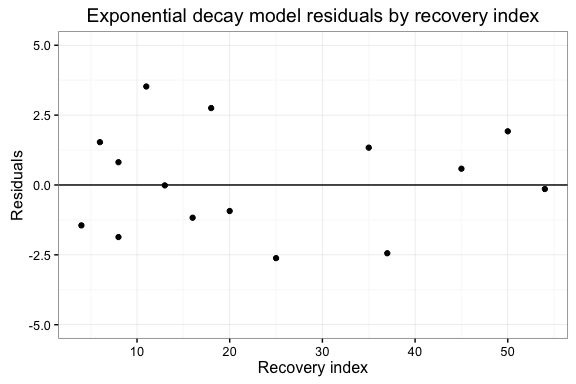 Exponential decay model residuals by recovery index
5.0
2.5
0.0
-2.5
-5.0
Residuals
10 20 30 40 50
Recovery index